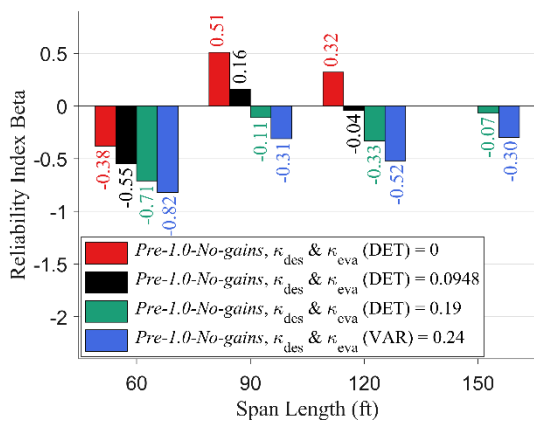 0.5
0
-0.5
-1
-1.5
-2
Reliability Index Beta
-0.38
-0.55
-0.71
-0.82
0.51
0.16
-0.11
-0.31
0.32
-0.04
-0.33
-0.52
-0.07
-0.30
Pre-1.0-No-gains, κdes & κeva (DET) = 0
Pre-1.0-No-gains, κdes & κeva (DET) = 0.0948
Pre-1.0-No-gains, κdes & κeva (DET) = 0.19
Pre-1.0-No-gains, κdes & κeva (VAR) = 0.24
60 90 120 150
Span Length (ft)